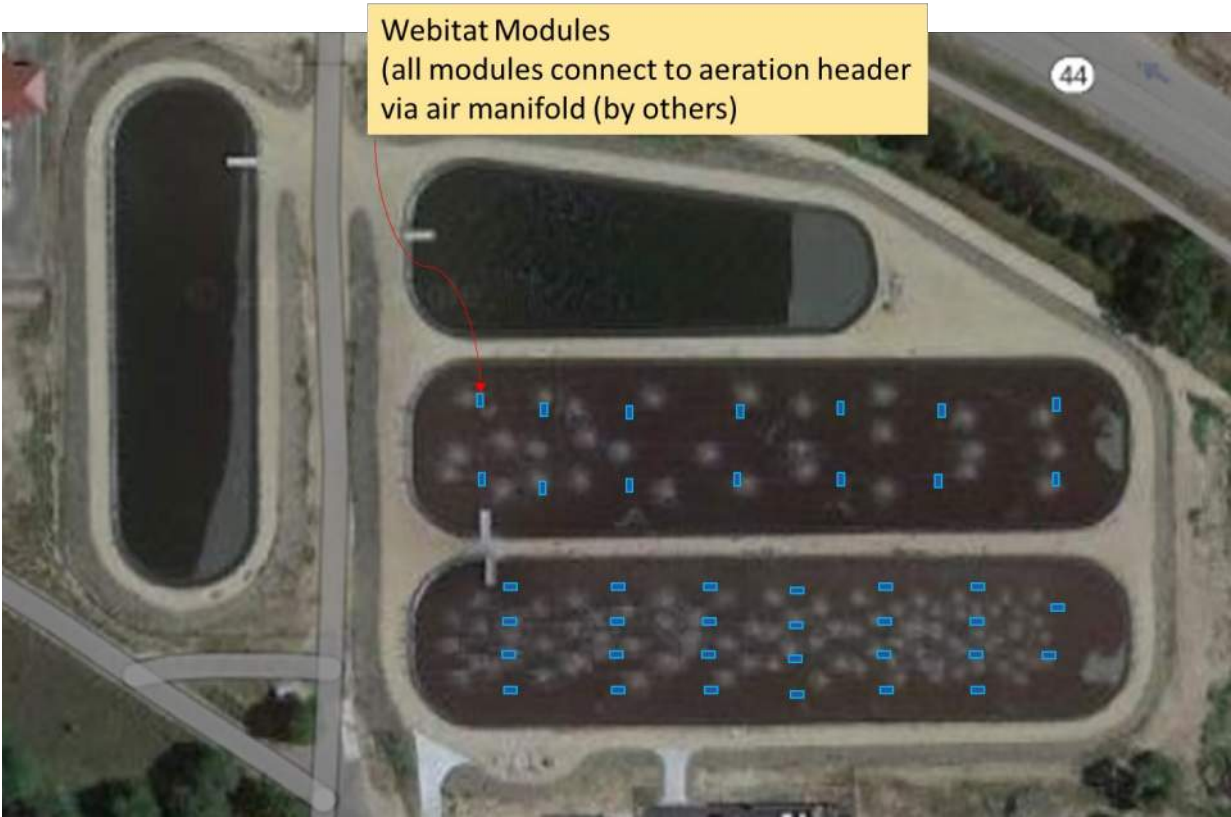 Webitat Modules
(all modules connect to aeration header
via air manifold (by others)
44